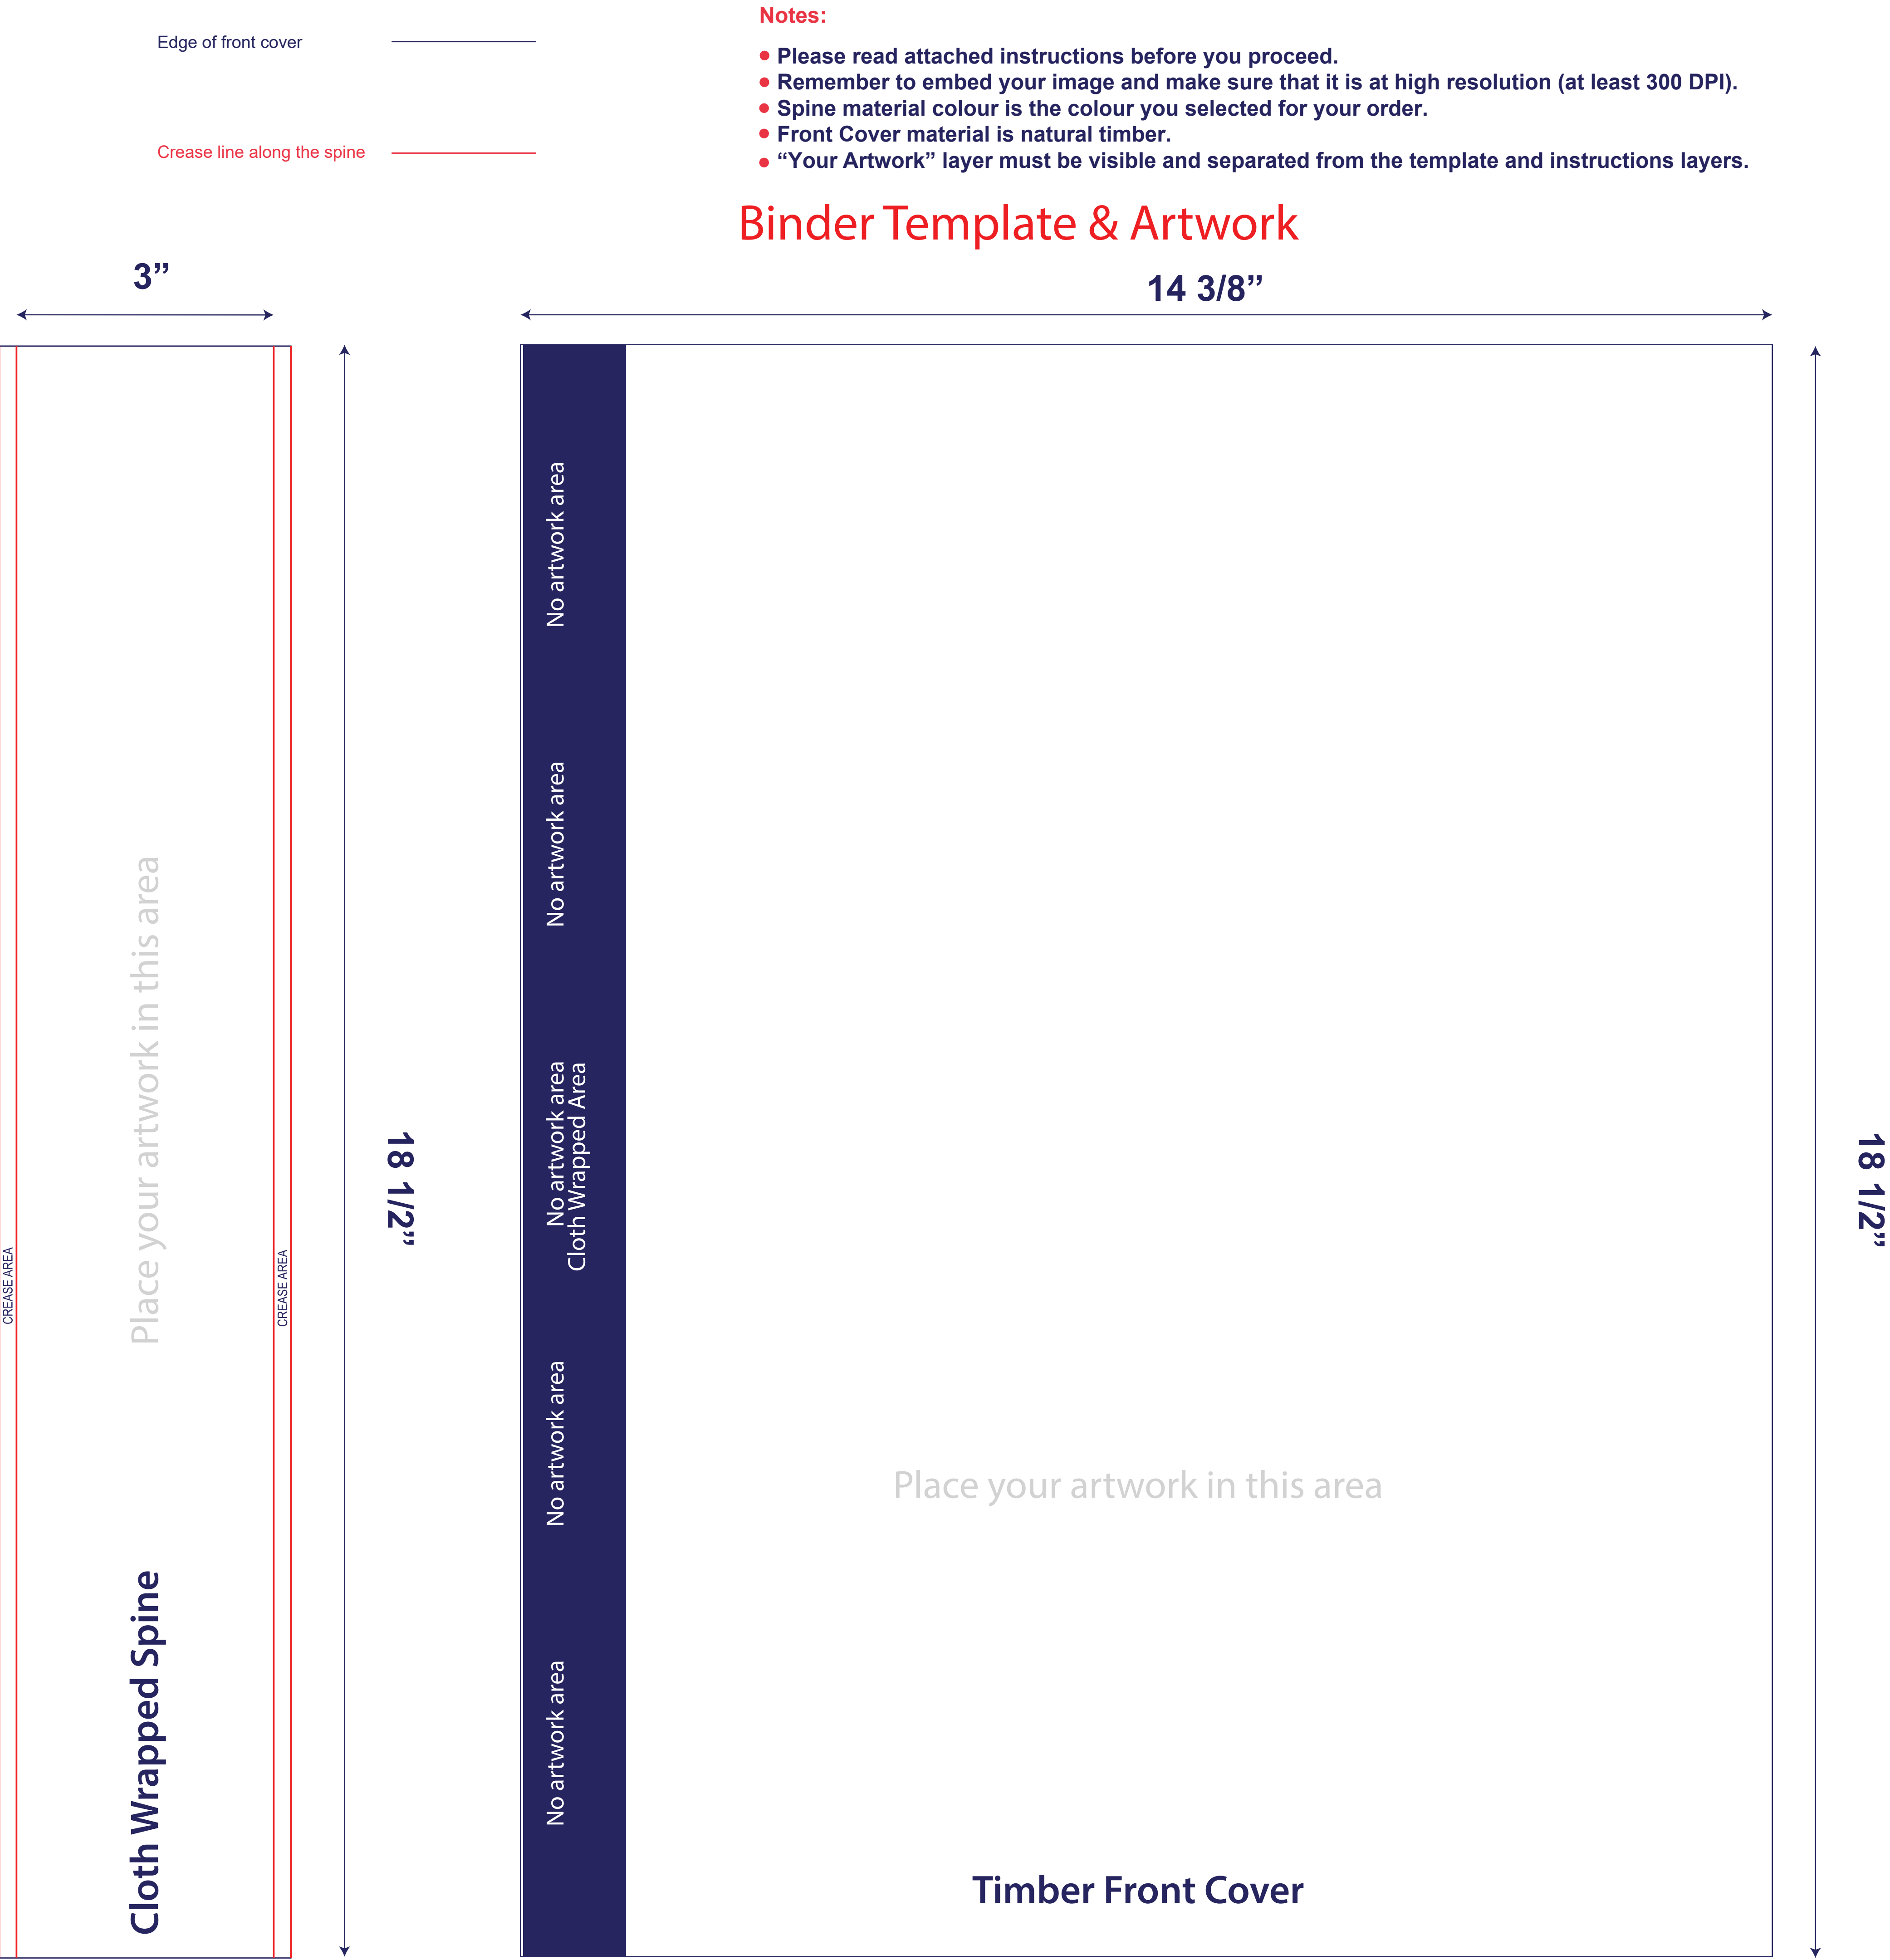 Edge of front cover
Crease line along the spine
Notes:
● Please read attached instructions before you proceed.
● Remember to embed your image and make sure that it is at high resolution (at least 300 DPI).
● Spine material colour is the colour you selected for your order.
● Front Cover material is natural timber.
● “Your Artwork” layer must be visible and separated from the template and instructions layers.
Binder Template & Artwork
3”
14 3/8”
CREASE AREA
Place your artwork in this area
Cloth Wrapped Spine
CREASE AREA
18 1/2”
No artwork area
No artwork area
No artwork area
Cloth Wrapped Area
No artwork area
No artwork area
Place your artwork in this area
Timber Front Cover
18 1/2”